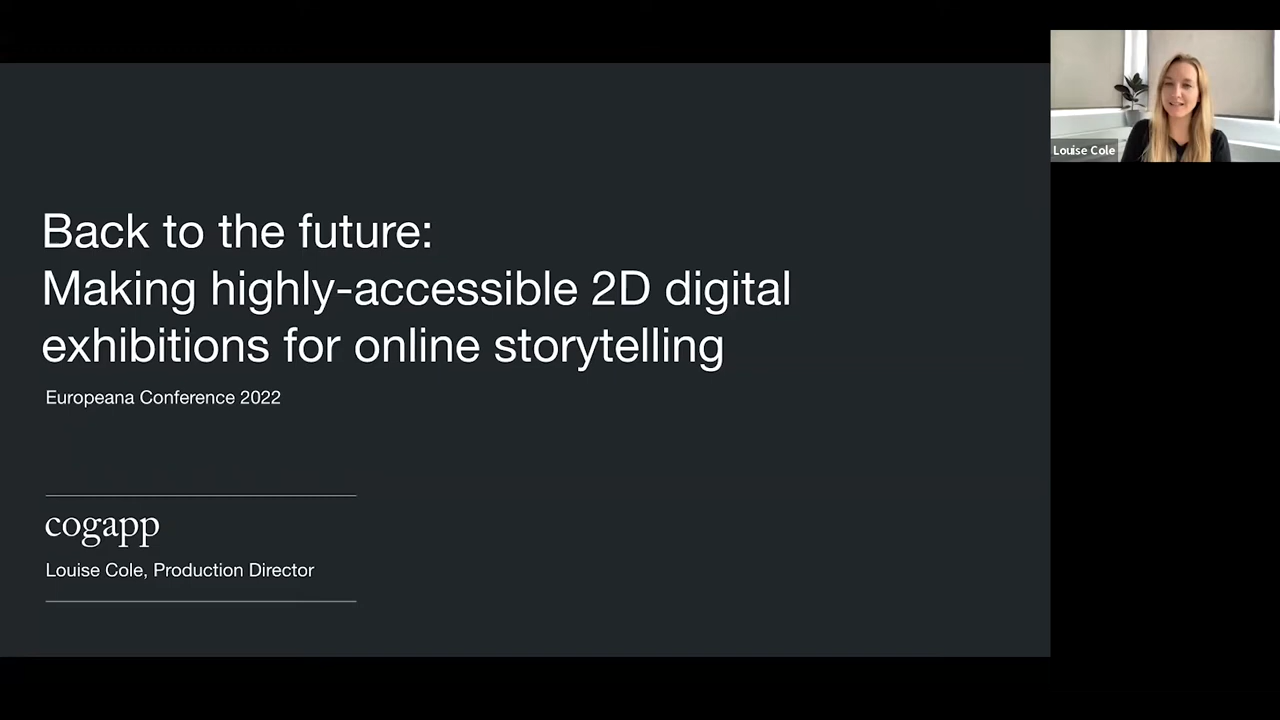 Back to the future:
Making highly-accessible 2D digital
exhibitions for online storytelling
Europeana Conference 2022
cogapp
Louise Cole, Production Director
Louise Cole